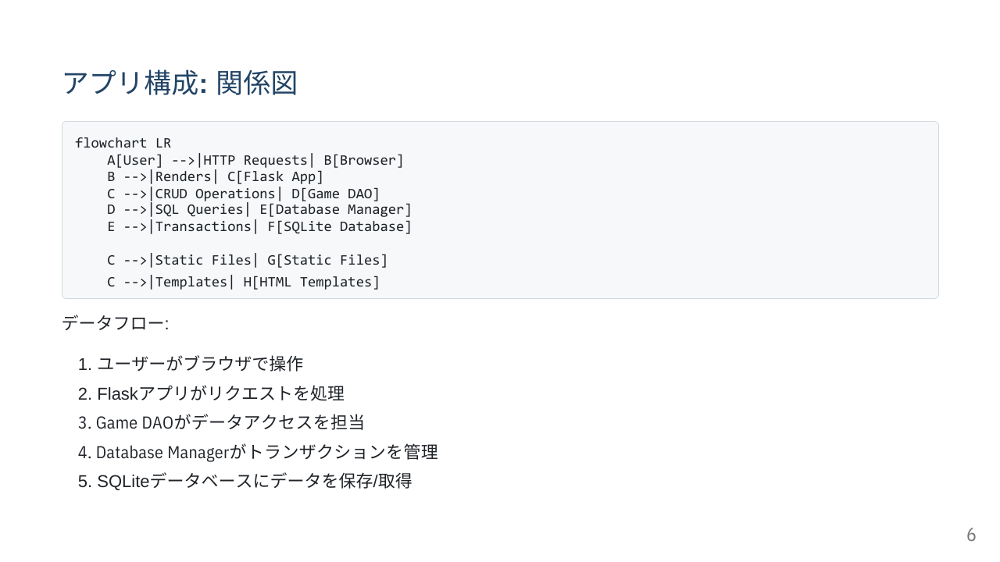 アプリ構成: 関係図
flowchart LR
    A[User] -->|HTTP Requests| B[Browser]
    B -->|Renders| C[Flask App]
    C -->|CRUD Operations| D[Game DAO]
    D -->|SQL Queries| E[Database Manager]
    E -->|Transactions| F[SQLite Database]
    C -->|Static Files| G[Static Files]
    C -->|Templates| H[HTML Templates]
データフロー:
1. ユーザーがブラウザで操作
2. Flaskアプリがリクエストを処理
3. Game DAOがデータアクセスを担当
4. Database Managerがトランザクションを管理
5. SQLiteデータベースにデータを保存/取得
6